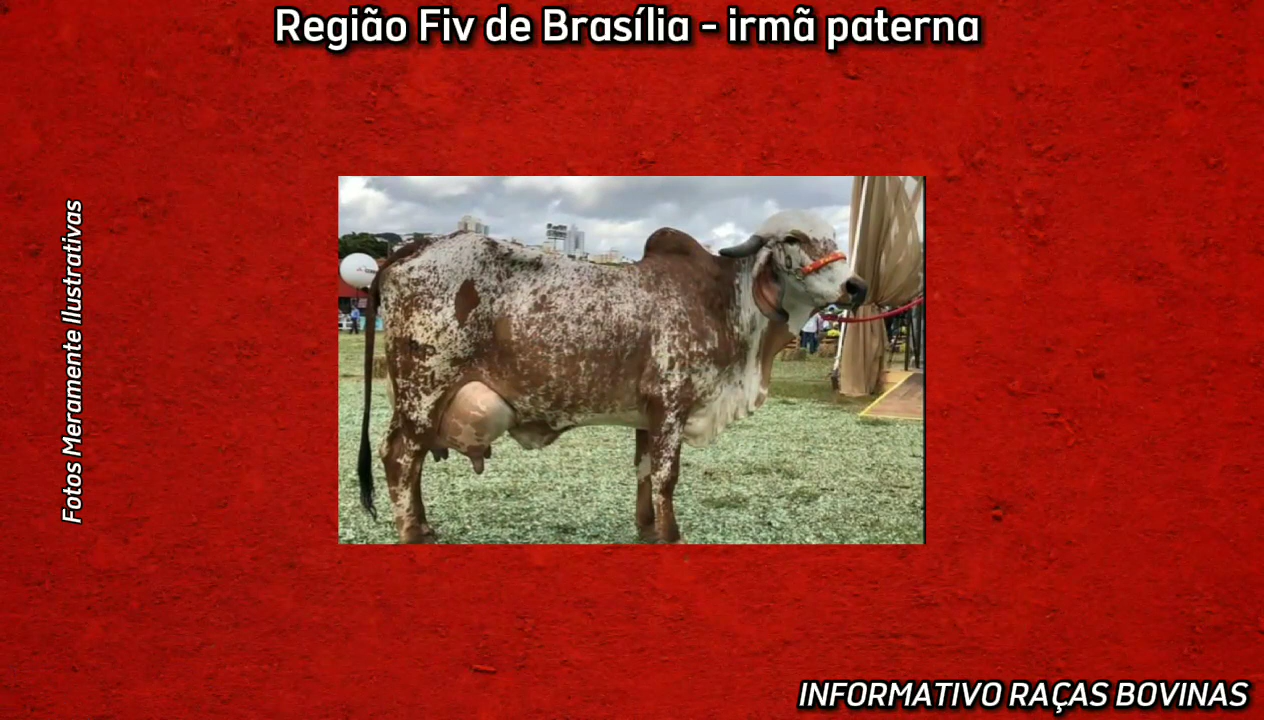 Região Fiv de Brasília - irmã paterna
Fotos Meramente Ilustrativas
INFORMATIVO RAÇAS BOVINAS